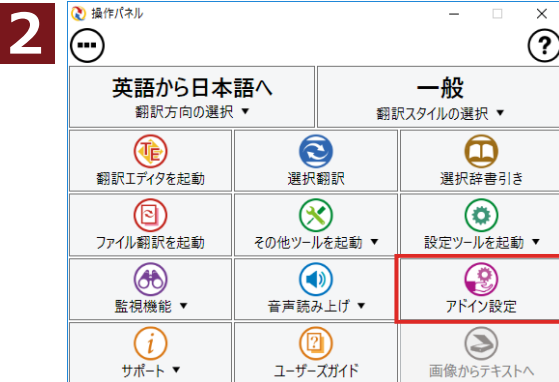 2
操作パネル
?
英語から日本語へ
翻訳方向の選択 ▼
一般
翻訳スタイルの選択 ▼
TE
翻訳エディタを起動
選択翻訳
選択辞書引き
ファイル翻訳を起動
その他ツールを起動 ▼
設定ツールを起動 ▼
監視機能 ▼
音声読み上げ ▼
アドイン設定
i
サポート ▼
?
ユーザーズガイド
画像からテキストへ